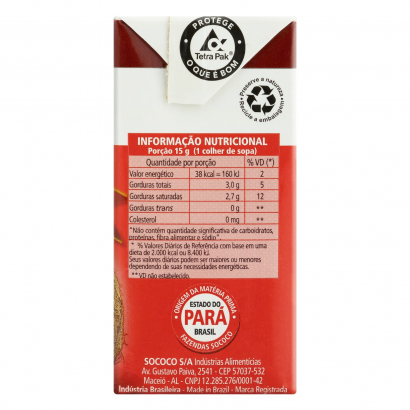 PROTEGE
Tetra Pak®
O QUE É BOM
Preserve a natureza
Recicle a embalagem
INFORMAÇÃO NUTRICIONAL
Porção 15 g (1 colher de sopa)
Quantidade por porção % VD (*)
Valor energético 38 kcal = 160 kJ 2
Gorduras totais 3,0 g 5
Gorduras saturadas 2,7 g 12
Gorduras trans 0 g **
Colesterol 0 mg **
"Não contém quantidade significativa de carboidratos,
proteínas, fibra alimentar e sódio".
* % Valores Diários de Referência com base em uma
dieta de 2.000 kcal ou 8.400 kJ.
Seus valores diários podem ser maiores ou menores
dependendo de suas necessidades energéticas.
** VD não estabelecido.
ORIGEM DA MATÉRIA PRIMA
ESTADO DO
PARÁ
BRASIL
FAZENDAS SOCOCO
SOCOCO S/A Indústrias Alimentícias
Av. Gustavo Paiva, 2541 - CEP 57037-532
Maceio - AL - CNPJ 12.285.276/0001-42
Indústria Brasileira - Made in Brazil - Marca Registrada